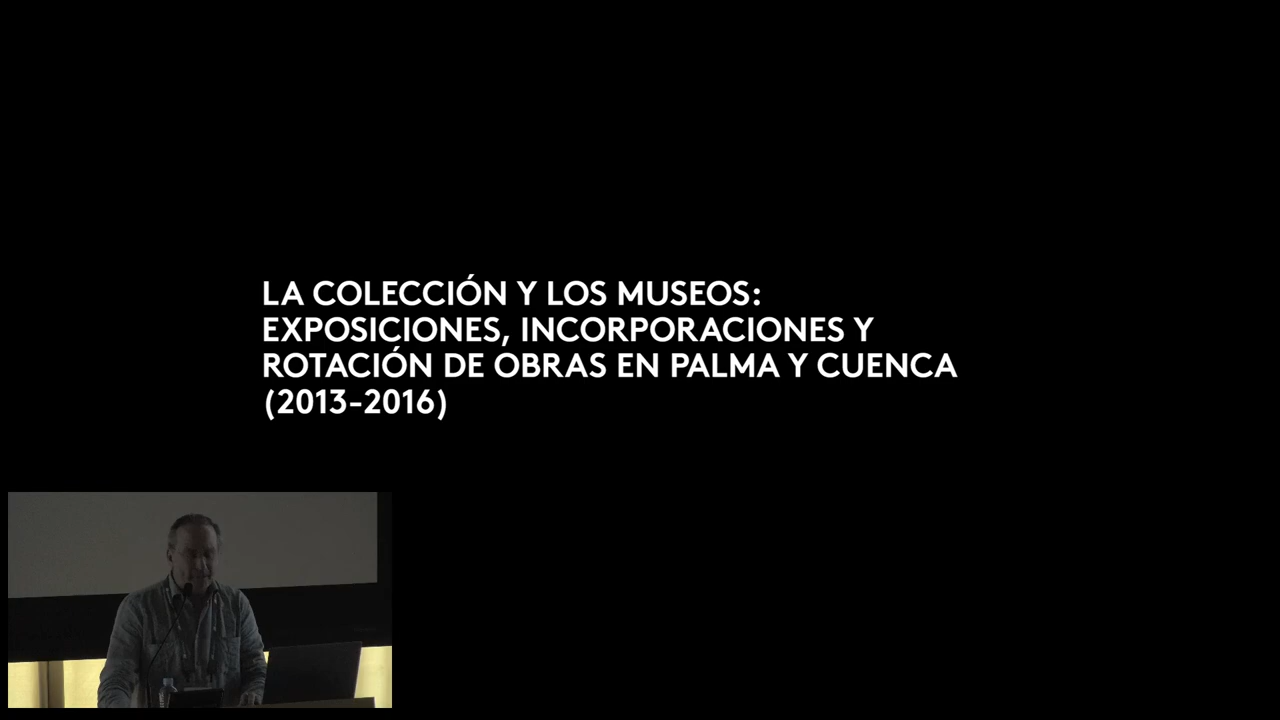 LA COLECCIÓN Y LOS MUSEOS:
EXPOSICIONES, INCORPORACIONES Y
ROTACIÓN DE OBRAS EN PALMA Y CUENCA
(2013-2016)